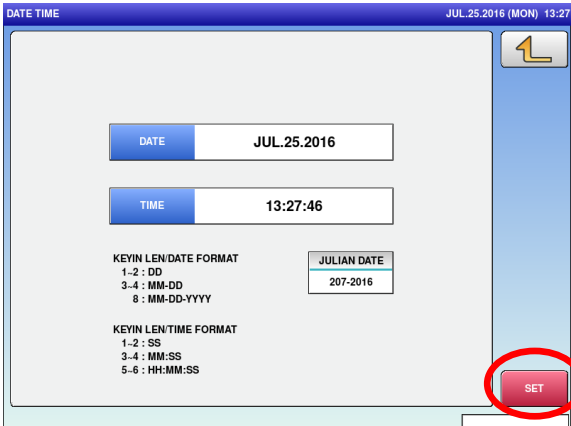 DATE TIME JUL.25.2016 (MON) 13:27
DATE JUL.25.2016
TIME 13:27:46
KEYIN LEN/DATE FORMAT
1~2 : DD
3~4 : MM-DD
8 : MM-DD-YYYY
JULIAN DATE
207-2016
KEYIN LEN/TIME FORMAT
1~2 : SS
3~4 : MM:SS
5~6 : HH:MM:SS
SET